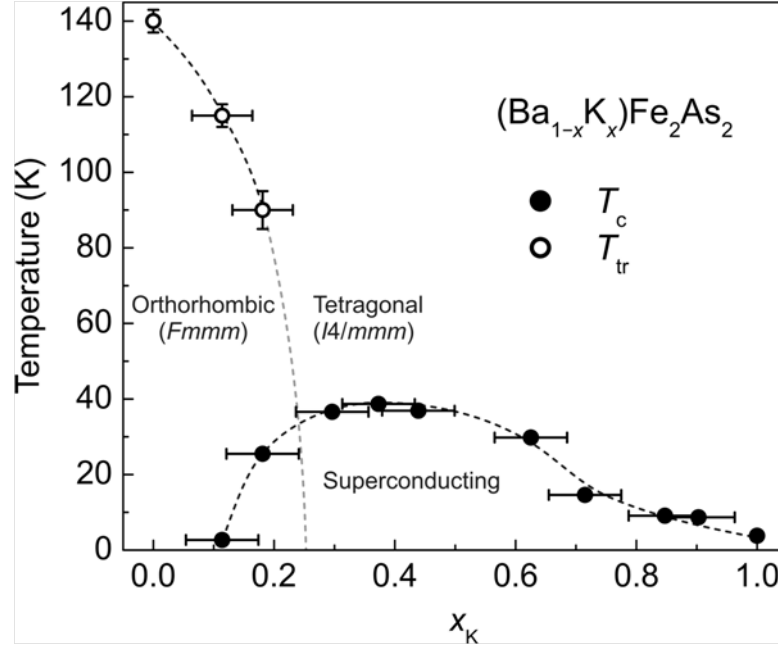 140
120
100
80
60
40
20
0
Temperature (K)
(Ba1−xKx)Fe2As2
Tc
Ttr
Orthorhombic
(Fmmm)
Tetragonal
(I4/mmm)
Superconducting
0.0 0.2 0.4 0.6 0.8 1.0
xK